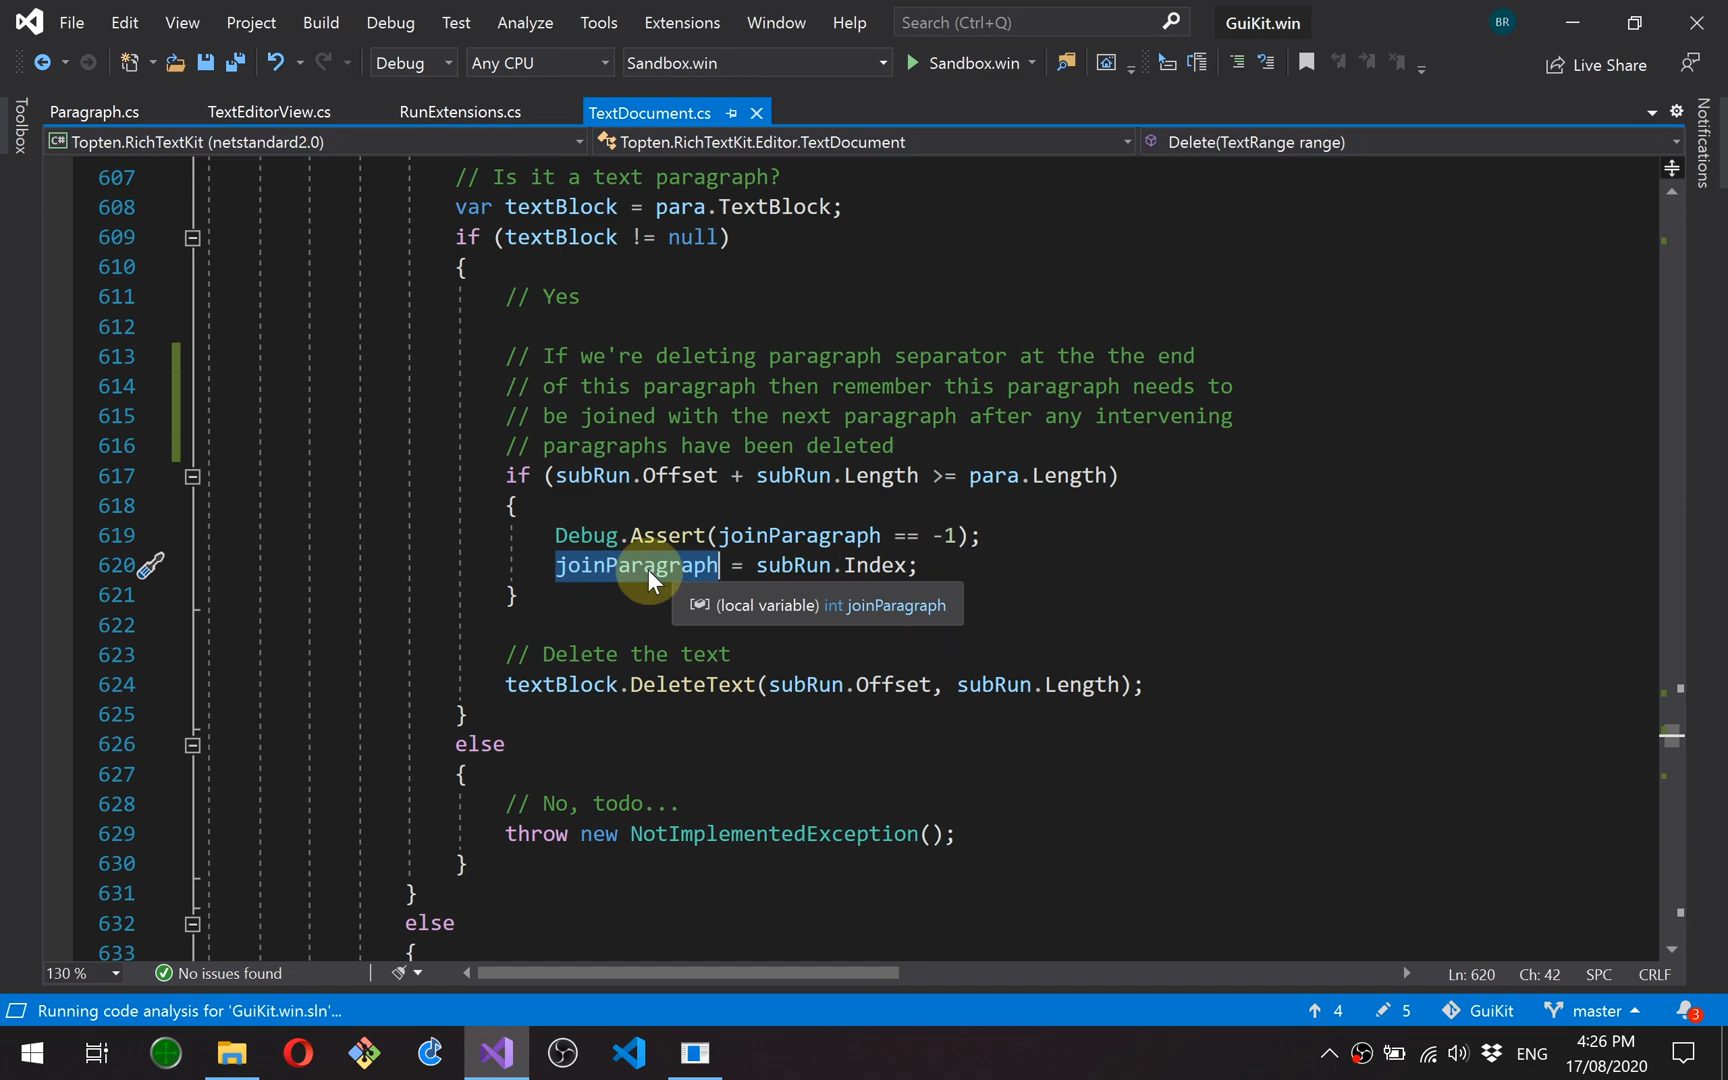 File Edit View Project Build Debug Test Analyze Tools Extensions Window Help Search (Ctrl+Q) GuiKit.win BR
Debug Any CPU Sandbox.win Sandbox.win Live Share
Toolbox
Paragraph.cs TextEditorView.cs RunExtensions.cs TextDocument.cs
Notifications
C# Topten.RichTextKit (netstandard2.0) Topten.RichTextKit.Editor.TextDocument Delete(TextRange range)
607 // Is it a text paragraph?
608 var textBlock = para.TextBlock;
609 if (textBlock != null)
610 {
611 // Yes
612
613 // If we're deleting paragraph separator at the the end
614 // of this paragraph then remember this paragraph needs to
615 // be joined with the next paragraph after any intervening
616 // paragraphs have been deleted
617 if (subRun.Offset + subRun.Length >= para.Length)
618 {
619 Debug.Assert(joinParagraph == -1);
620 joinParagraph = subRun.Index;
621 }
(local variable) int joinParagraph
622
623 // Delete the text
624 textBlock.DeleteText(subRun.Offset, subRun.Length);
625 }
626 else
627 {
628 // No, todo...
629 throw new NotImplementedException();
630 }
631 }
632 else
633 {
130 % No issues found Ln: 620 Ch: 42 SPC CRLF
Running code analysis for 'GuiKit.win.sln'... 4 5 GuiKit master 3
ENG 4:26 PM
17/08/2020